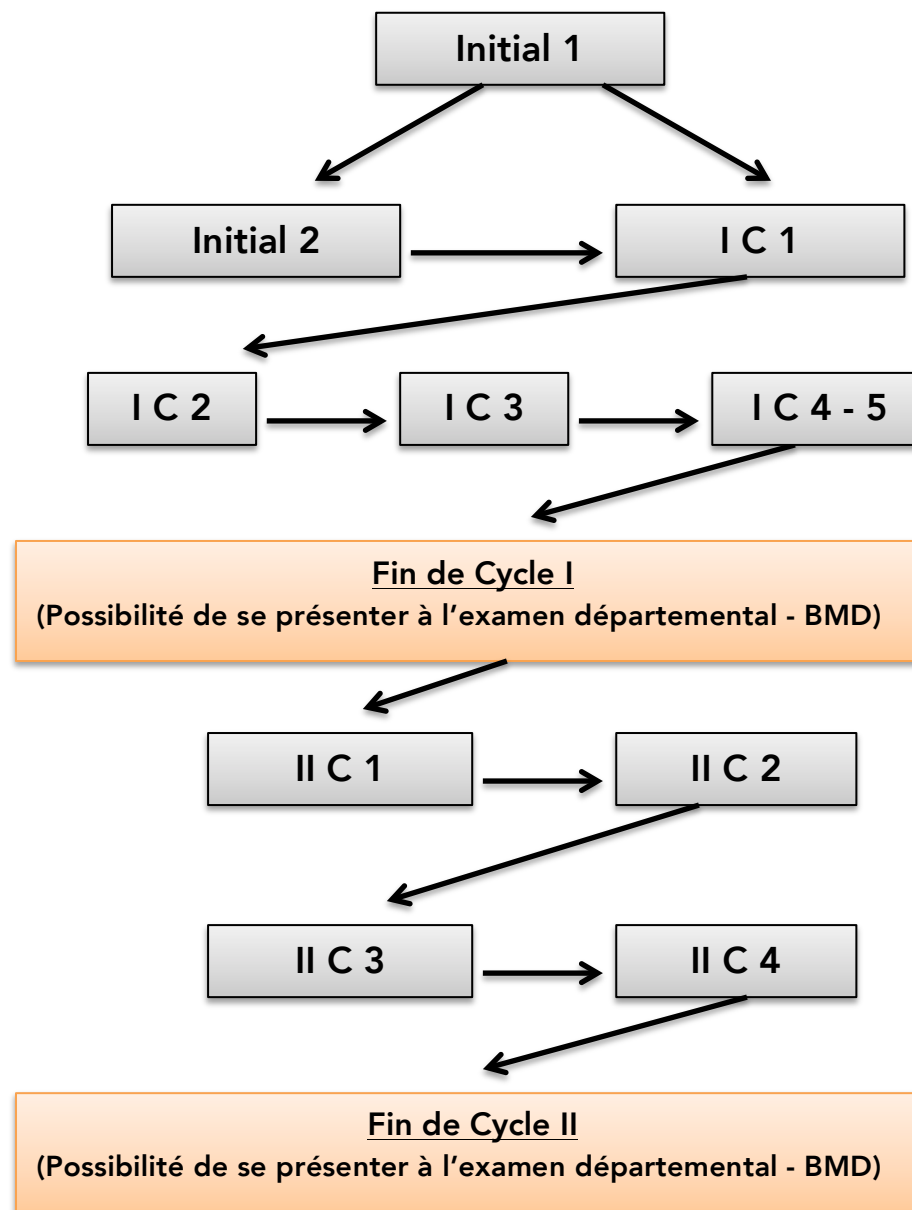 Initial 1
Initial 2
I C 1
I C 2
I C 3
I C 4 - 5
Fin de Cycle I
(Possibilité de se présenter à l’examen départemental - BMD)
II C 1
II C 2
II C 3
II C 4
Fin de Cycle II
(Possibilité de se présenter à l’examen départemental - BMD)